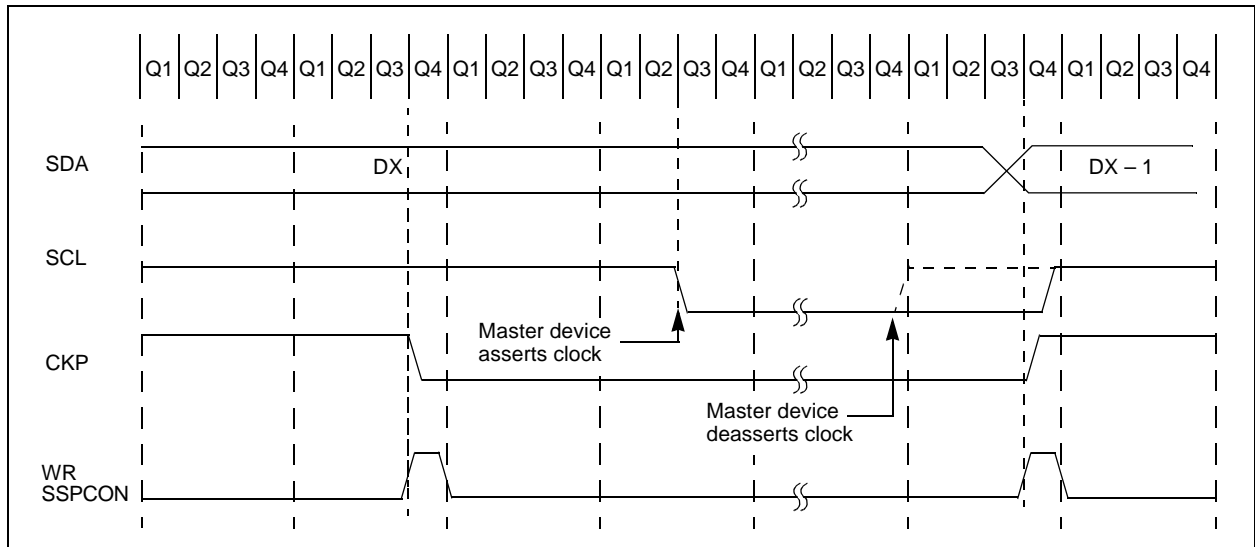 Q1 Q2 Q3 Q4 Q1 Q2 Q3 Q4 Q1 Q2 Q3 Q4 Q1 Q2 Q3 Q4 Q1 Q2 Q3 Q4 Q1 Q2 Q3 Q4 Q1 Q2 Q3 Q4
SDA
DX
DX – 1
SCL
Master device
asserts clock
CKP
Master device
deasserts clock
WR
SSPCON